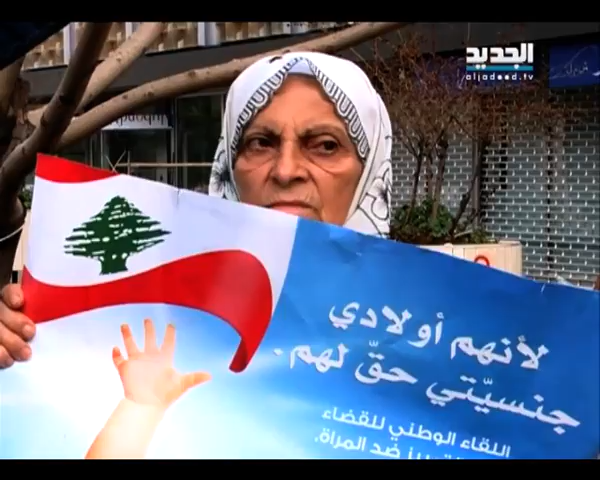 الجديد
aljadeed.tv
لأنهم أولادي
جنسيّتي حقّ لهم.
اللقاء الوطني للقضاء
ضد المرأة،